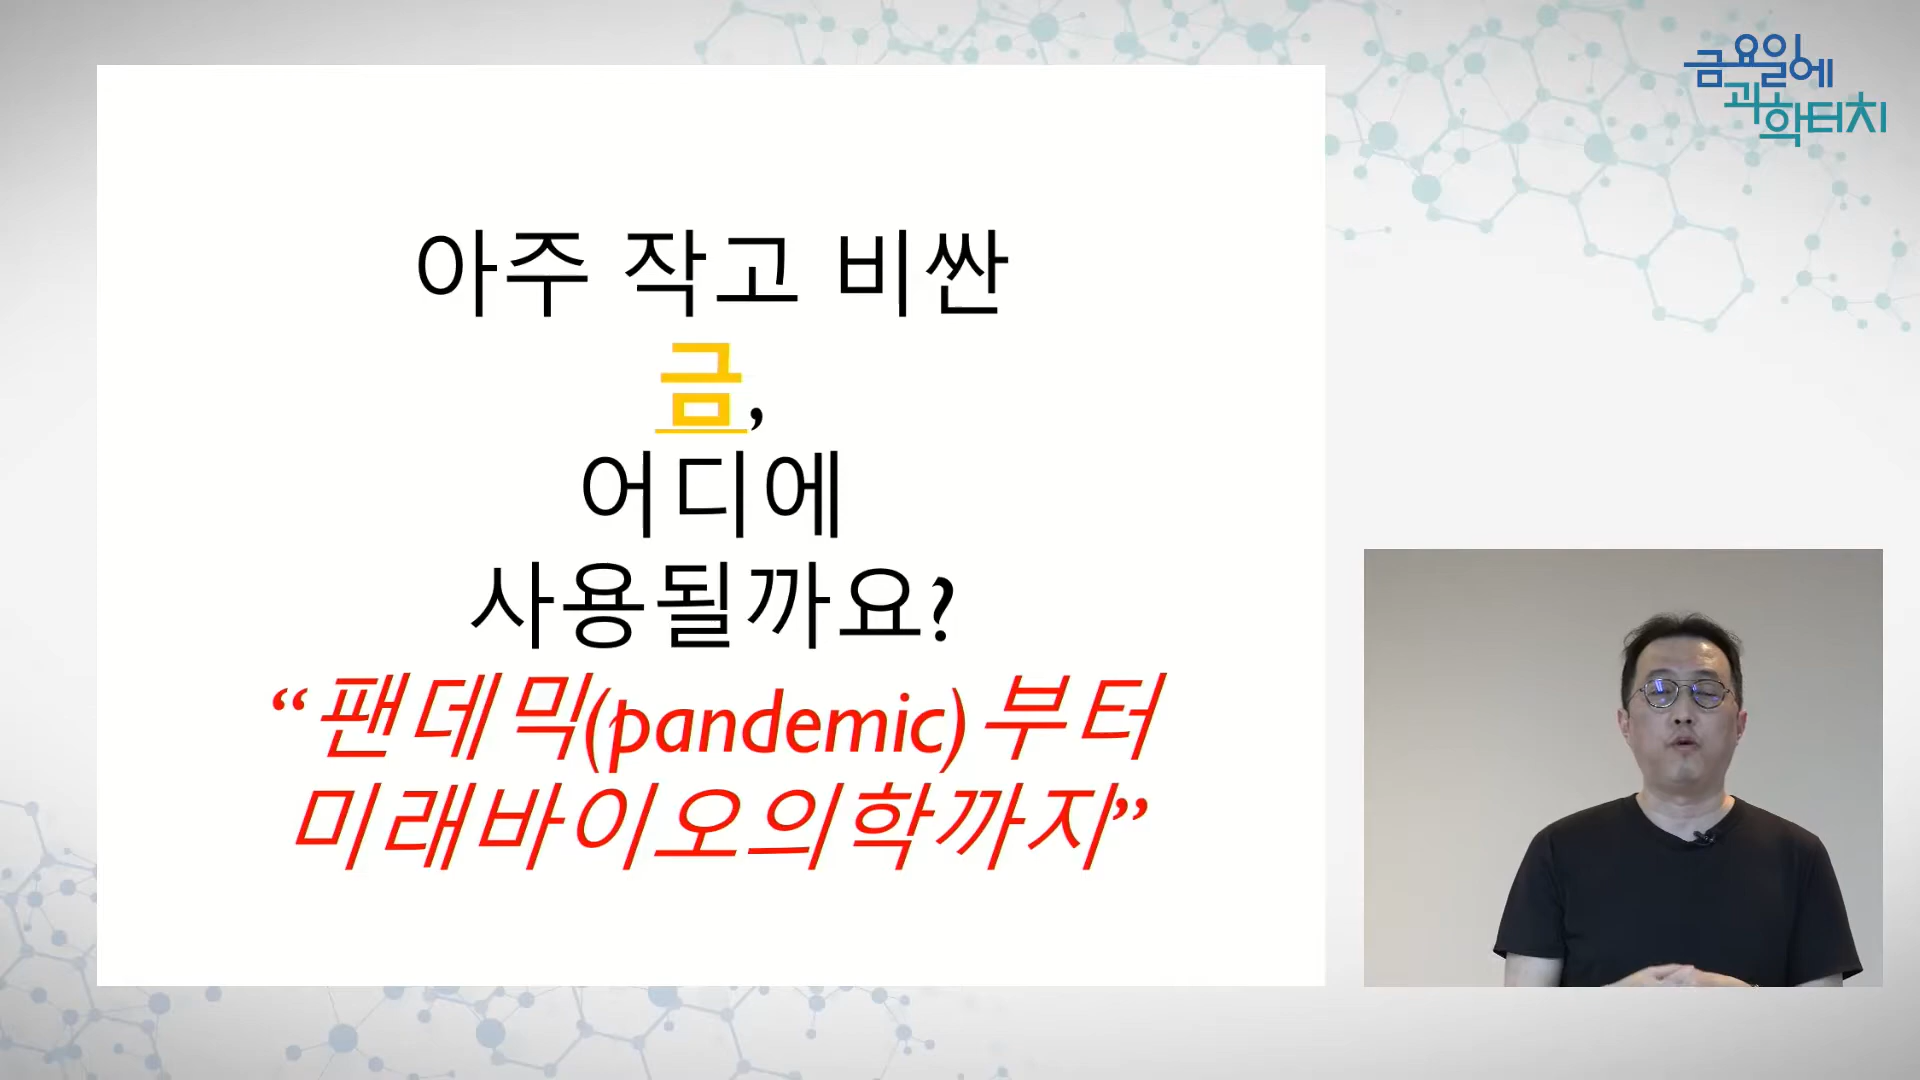 금요일에
과학터치
아주 작고 비싼
금,
어디에
사용될까요?
“팬데믹(pandemic)부터
미래바이오의학까지”